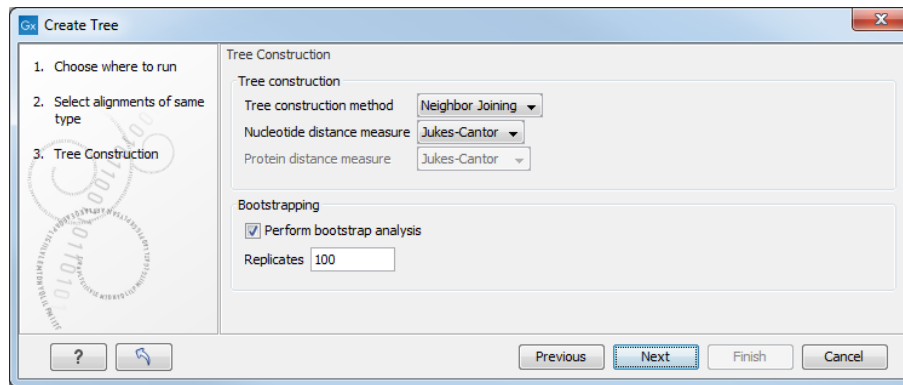 Gx Create Tree
x
1. Choose where to run
2. Select alignments of same
type
3. Tree Construction
Tree Construction
Tree construction
Tree construction method Neighbor Joining
Nucleotide distance measure Jukes-Cantor
Protein distance measure Jukes-Cantor
Bootstrapping
Perform bootstrap analysis
Replicates 100
? Previous Next Finish Cancel